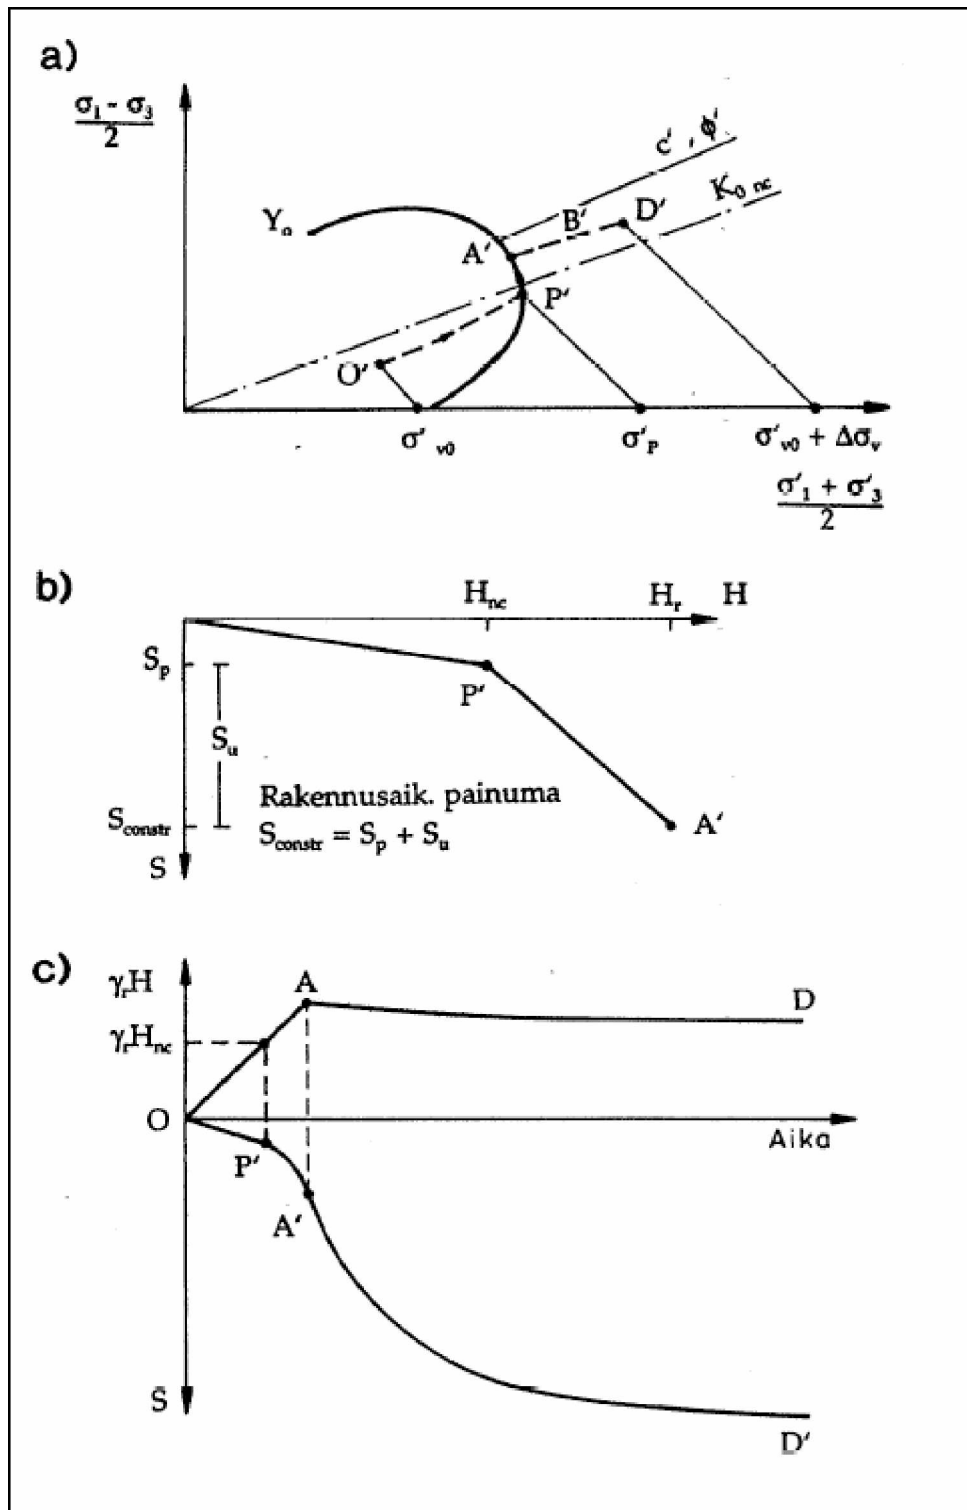 a)
σ₁ - σ₃
2
c' , ϕ'
K₀ nc
Yₒ
A'
B'
D'
P'
O'
σ'v0
σ'p
σ'v0 + Δσv
σ'₁ + σ'₃
2
b)
Hnc
Hr
H
Sp
P'
Su
Rakennusaik. painuma
Sconstr
Sconstr = Sp + Su
A'
S
c)
γrH
A
D
γrHnc
O
Aika
P'
A'
S
D'